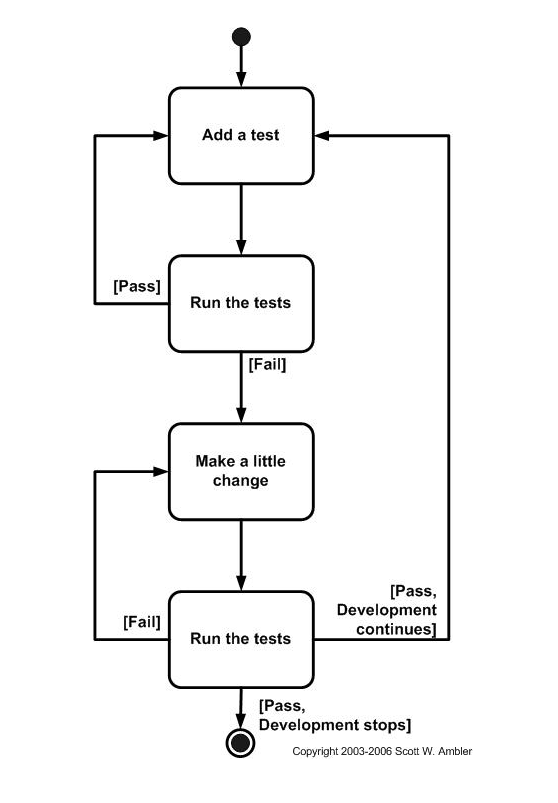 Add a test
[Pass]
Run the tests
[Fail]
Make a little
change
[Fail]
Run the tests
[Pass,
Development
continues]
[Pass,
Development stops]
Copyright 2003-2006 Scott W. Ambler